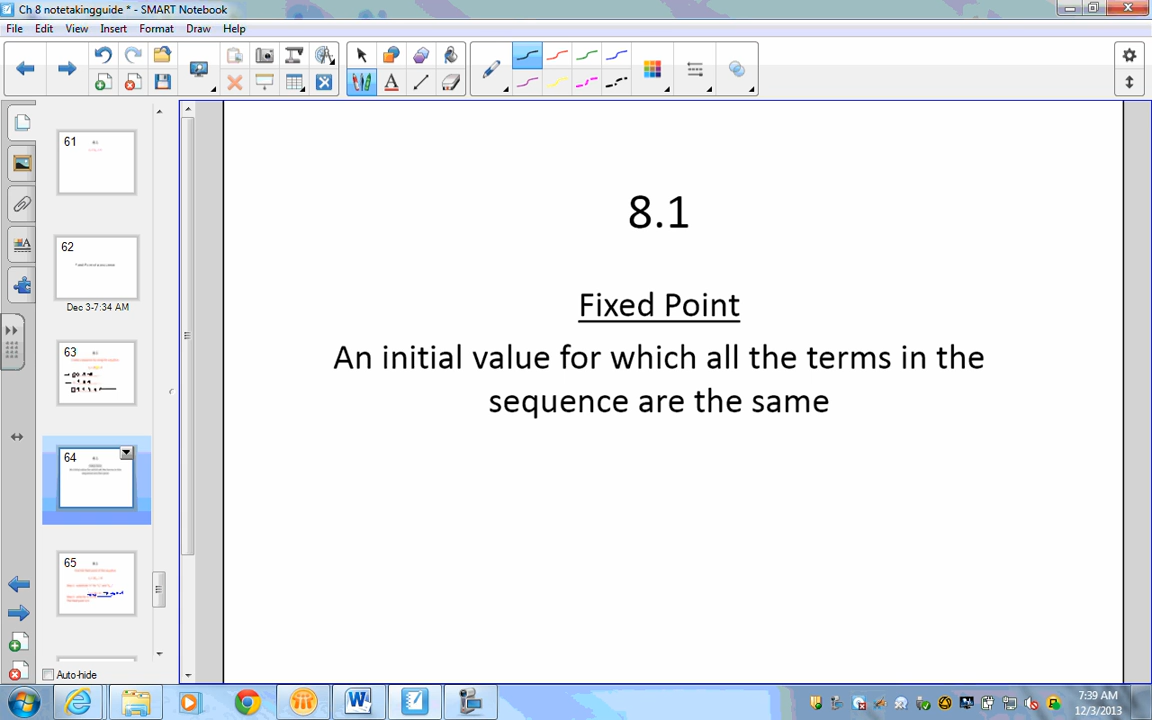 Ch 8 notetakingguide * - SMART Notebook
File Edit View Insert Format Draw Help
61
62
Dec 3-7:34 AM
63
64
65
Auto-hide
8.1
Fixed Point
An initial value for which all the terms in the
sequence are the same
7:39 AM
12/3/2013